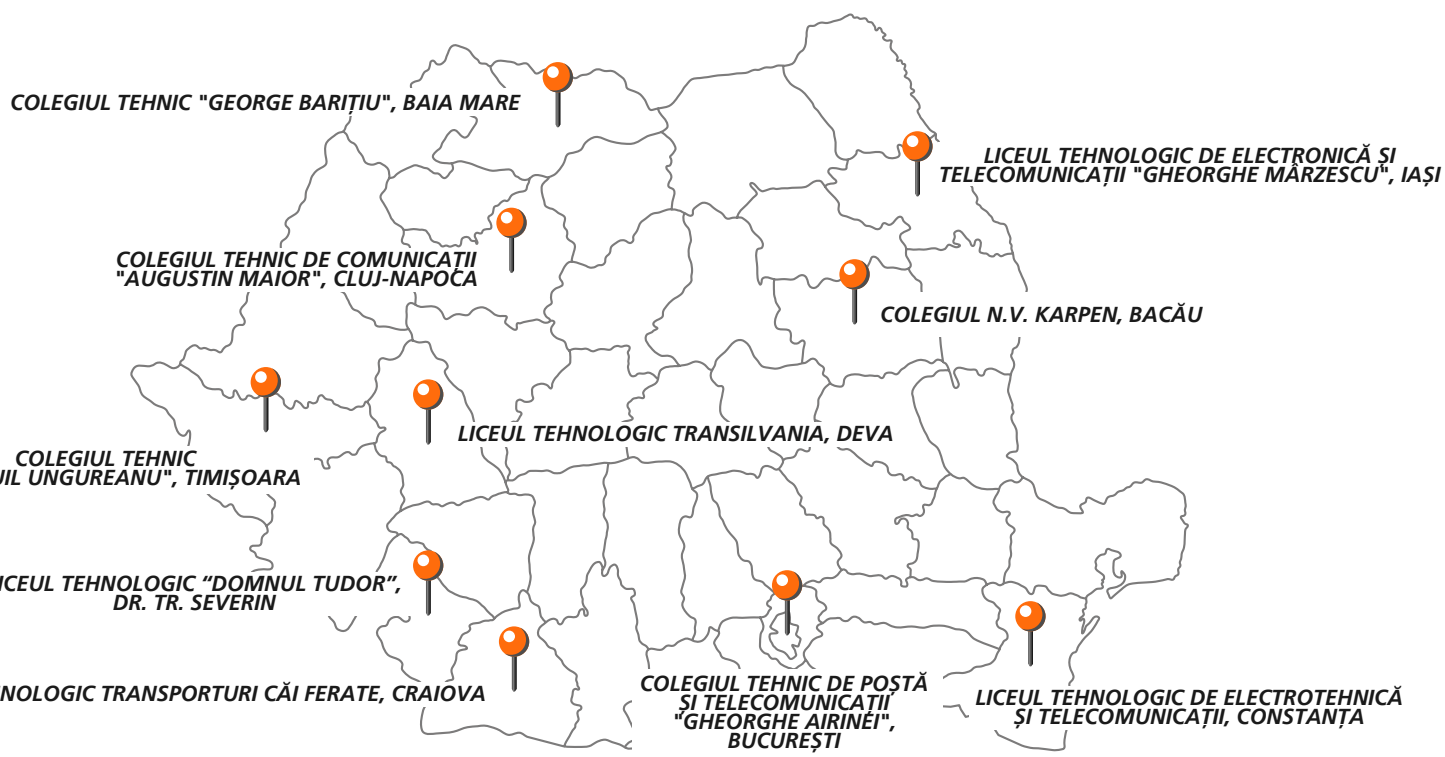 COLEGIUL TEHNIC "GEORGE BARIȚIU", BAIA MARE
LICEUL TEHNOLOGIC DE ELECTRONICĂ ȘI
TELECOMUNICAȚII "GHEORGHE MÂRZESCU", IAȘI
COLEGIUL TEHNIC DE COMUNICAȚII
"AUGUSTIN MAIOR", CLUJ-NAPOCA
COLEGIUL N.V. KARPEN, BACĂU
LICEUL TEHNOLOGIC TRANSILVANIA, DEVA
COLEGIUL TEHNIC
UNGUREANU", TIMIȘOARA
TEHNOLOGIC "DOMNUL TUDOR",
DR. TR. SEVERIN
TRANSPORTURI CĂI FERATE, CRAIOVA
COLEGIUL TEHNIC DE POȘTĂ
ȘI TELECOMUNICAȚII
"GHEORGHE AIRINEI",
BUCUREȘTI
LICEUL TEHNOLOGIC DE ELECTROTEHNICĂ
ȘI TELECOMUNICAȚII, CONSTANȚA